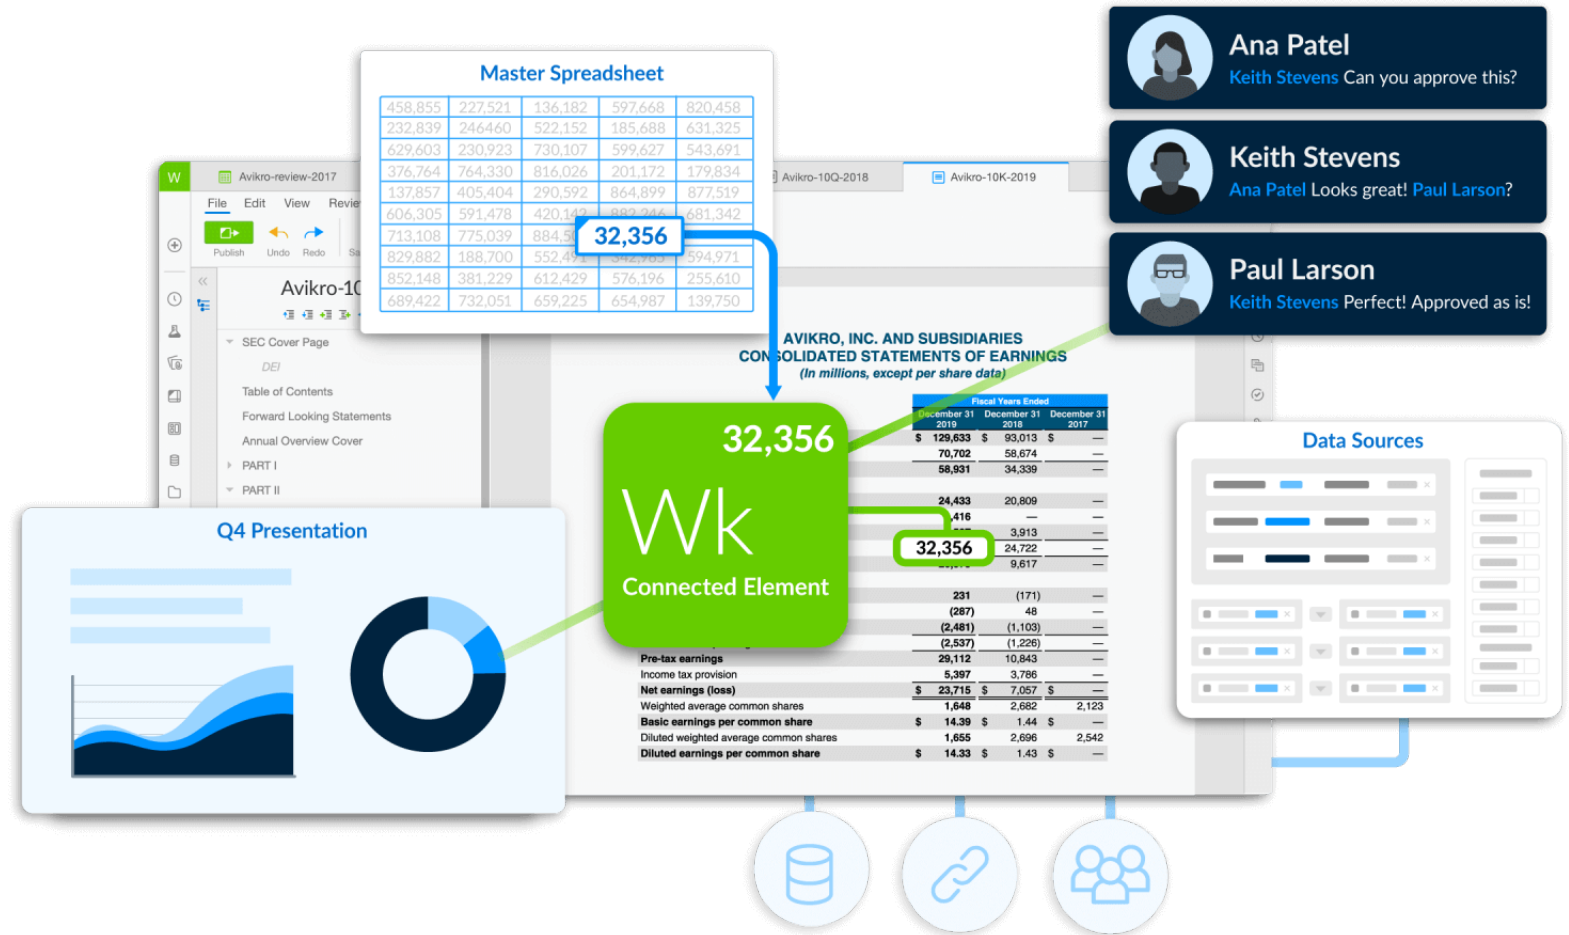 Master Spreadsheet
458,855 227,521 136,182 597,668 820,458
232,839 246460 522,152 185,688 631,325
629,603 230,923 730,107 599,627 543,691
376,764 764,330 816,026 201,172 179,834
137,857 405,404 290,592 864,899 877,519
606,305 591,478 420,142 882,246 681,342
713,108 775,039
32,356
829,882 188,700 552,491 342,965 594,971
852,148 381,229 612,429 576,196 255,610
689,422 732,051 659,225 654,987 139,750
Ana Patel
Keith Stevens Can you approve this?
Keith Stevens
Ana Patel Looks great! Paul Larson?
Paul Larson
Keith Stevens Perfect! Approved as is!
W
Avikro-review-2017
Avikro-10Q-2018
Avikro-10K-2019
File Edit View
Publish Undo Redo
SEC Cover Page
DEI
Table of Contents
Forward Looking Statements
Annual Overview Cover
PART I
PART II
AVIKRO, INC. AND SUBSIDIARIES
CONSOLIDATED STATEMENTS OF EARNINGS
(In millions, except per share data)
Fiscal Years Ended
December 31 December 31 December 31
2019 2018 2017
$ 129,633 $ 93,013 $ —
70,702 58,674 —
58,931 34,339 —
24,433 20,809 —
,416 — —
3,913 —
32,356 24,722 —
9,617 —
231 (171) —
(287) 48 —
(2,481) (1,103) —
(2,537) (1,226) —
Pre-tax earnings 29,112 10,843 —
Income tax provision 5,397 3,786 —
Net earnings (loss) $ 23,715 $ 7,057 $ —
Weighted average common shares 1,648 2,682 2,123
Basic earnings per common share $ 14.39 $ 1.44 $ —
Diluted weighted average common shares 1,655 2,696 2,542
Diluted earnings per common share $ 14.33 $ 1.43 $ —
32,356
Wk
Connected Element
Q4 Presentation
Data Sources